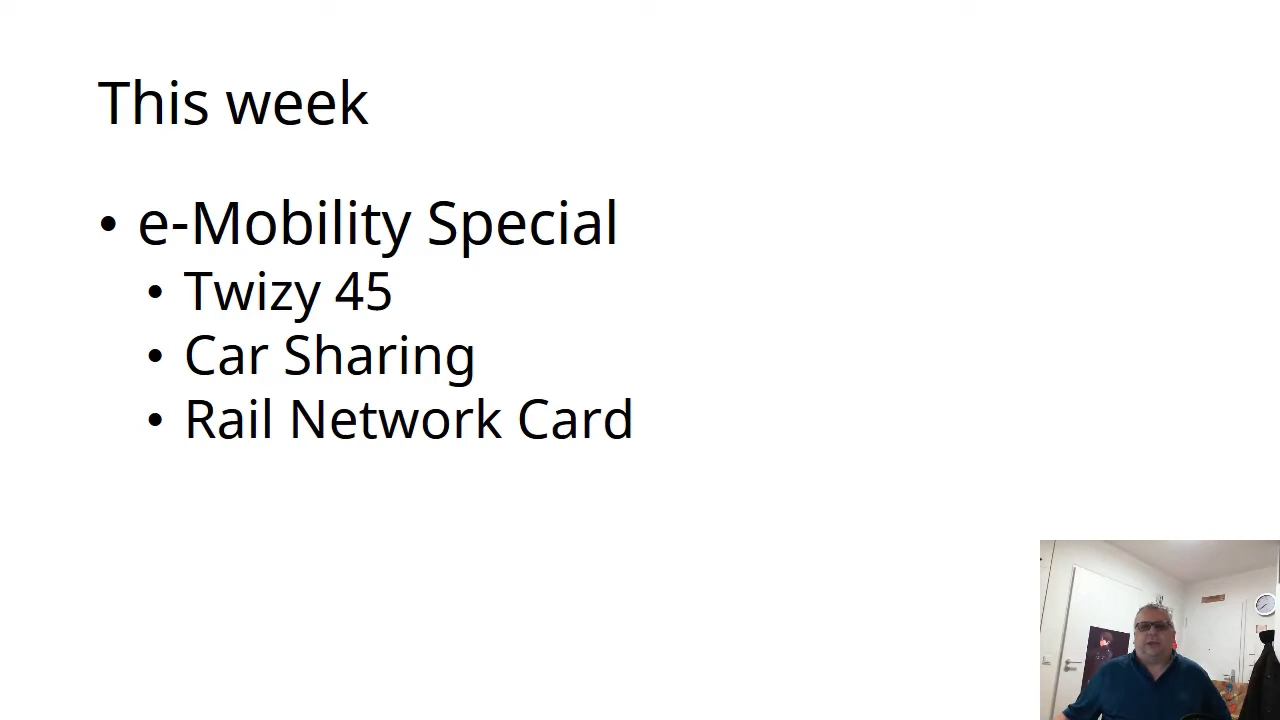 This week
• e-Mobility Special
• Twizy 45
• Car Sharing
• Rail Network Card